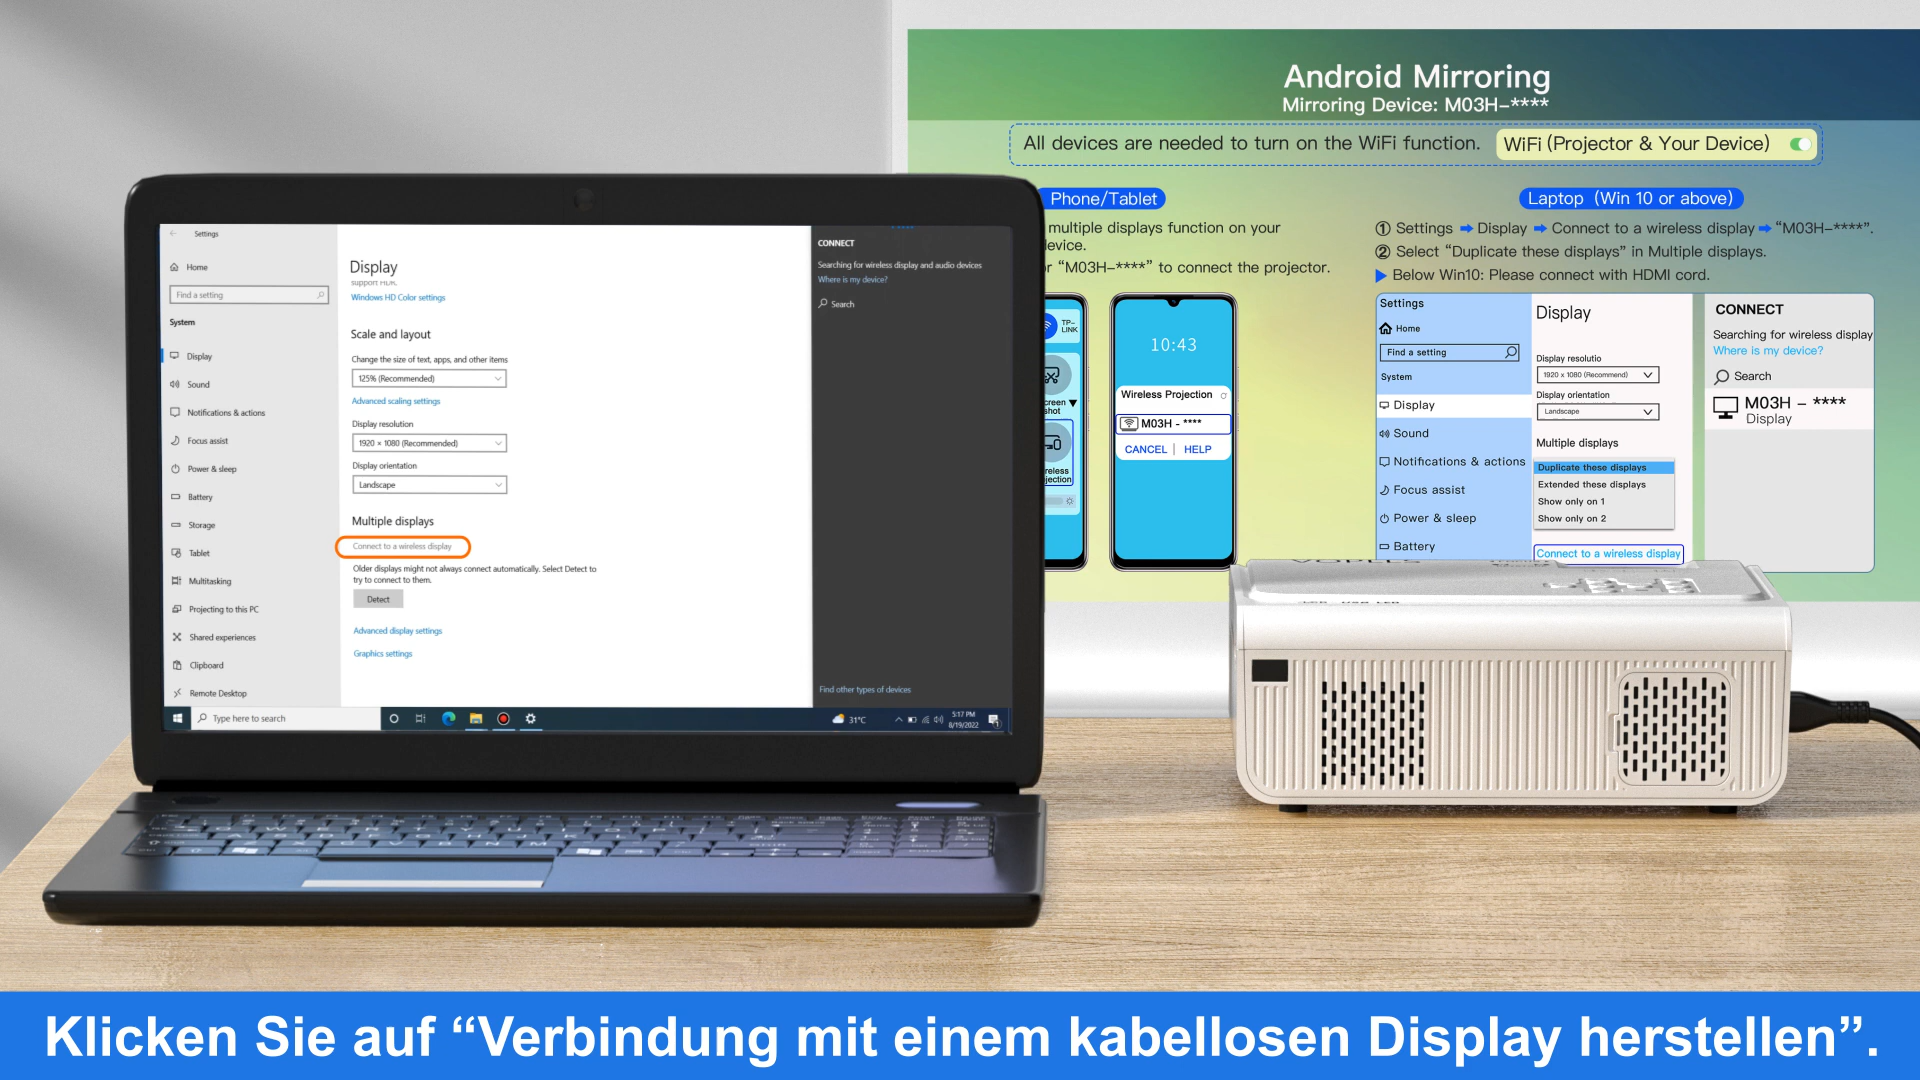 Android Mirroring
Mirroring Device: M03H-****
All devices are needed to turn on the WiFi function.
WiFi (Projector & Your Device)
Phone/Tablet
multiple displays function on your
evice.
r “M03H-****” to connect the projector.
TP-
LINK
creen
shot
reless
jection
10:43
Wireless Projection
M03H - ****
CANCEL | HELP
Laptop (Win 10 or above)
① Settings ➡ Display ➡ Connect to a wireless display ➡ “M03H-****”.
② Select “Duplicate these displays” in Multiple displays.
▶ Below Win10: Please connect with HDMI cord.
Settings
Home
Find a setting
System
Display
Sound
Notifications & actions
Focus assist
Power & sleep
Battery
Display
Display resolutio
1920 x 1080 (Recommend)
Display orientation
Landscape
Multiple displays
Duplicate these displays
Extended these displays
Show only on 1
Show only on 2
Connect to a wireless display
CONNECT
Searching for wireless display
Where is my device?
Search
M03H - ****
Display
Settings
Home
Find a setting
System
Display
Sound
Notifications & actions
Focus assist
Power & sleep
Battery
Storage
Tablet
Multitasking
Projecting to this PC
Shared experiences
Clipboard
Remote Desktop
Display
support HDR.
Windows HD Color settings
Scale and layout
Change the size of text, apps, and other items
125% (Recommended)
Advanced scaling settings
Display resolution
1920 × 1080 (Recommended)
Display orientation
Landscape
Multiple displays
Connect to a wireless display
Older displays might not always connect automatically. Select Detect to
try to connect to them.
Detect
Advanced display settings
Graphics settings
CONNECT
Searching for wireless display and audio devices
Where is my device?
Search
Find other types of devices
Type here to search
31°C
5:17 PM
8/19/2022
Klicken Sie auf “Verbindung mit einem kabellosen Display herstellen”.